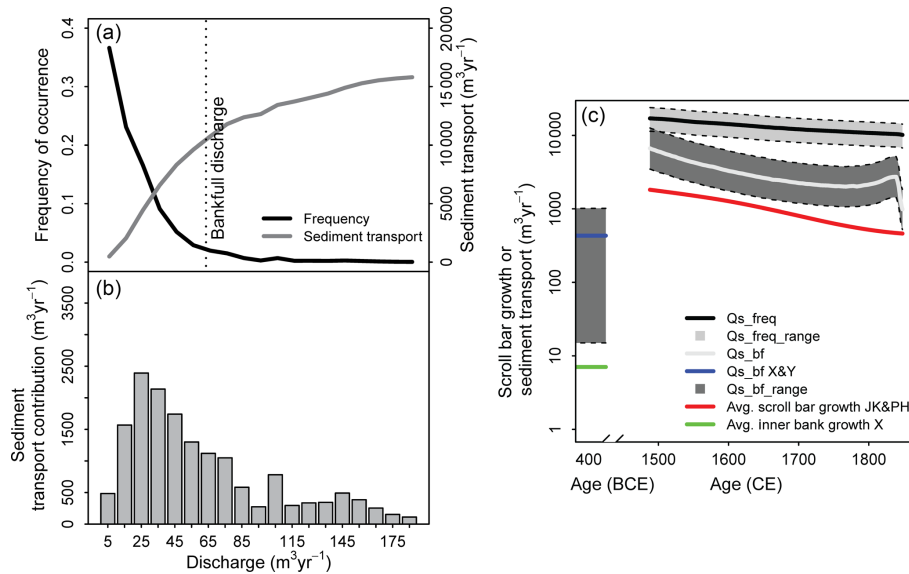 (a)
Frequency of occurrence
0.4
0.3
0.2
0.1
0.0
Bankfull discharge
Frequency
Sediment transport
20000
15000
10000
5000
0
Sediment transport (m³yr⁻¹)
(b)
Sediment
transport contribution (m³yr⁻¹)
3500
2500
1500
500
0
5 25 45 65 85 115 145 175
Discharge (m³yr⁻¹)
(c)
Scroll bar growth or
sediment transport (m³yr⁻¹)
10000
1000
100
10
1
Qs_freq
Qs_freq_range
Qs_bf
Qs_bf X&Y
Qs_bf_range
Avg. scroll bar growth JK&PH
Avg. inner bank growth X
400 1500 1600 1700 1800
Age (BCE) Age (CE)